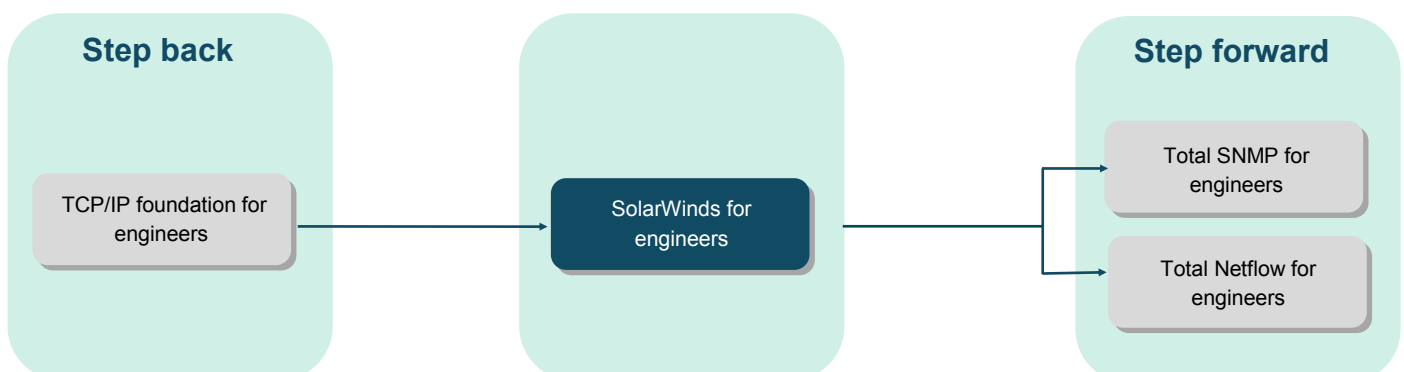 Step back
TCP/IP foundation for
engineers
SolarWinds for
engineers
Step forward
Total SNMP for
engineers
Total Netflow for
engineers